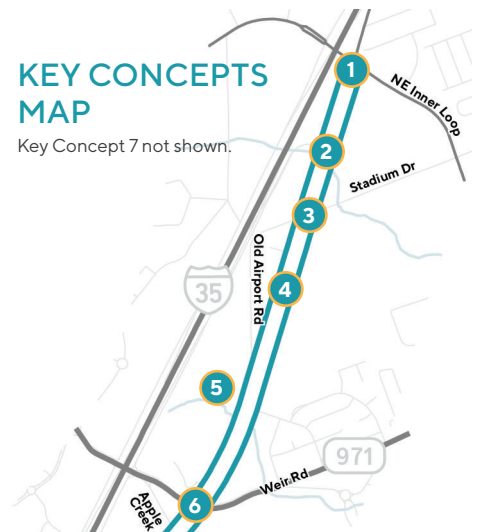 KEY CONCEPTS
MAP
Key Concept 7 not shown.
1
NE Inner Loop
2
Stadium Dr
3
Old Airport Rd
35
4
5
971
Weir Rd
6
Apple
Creek